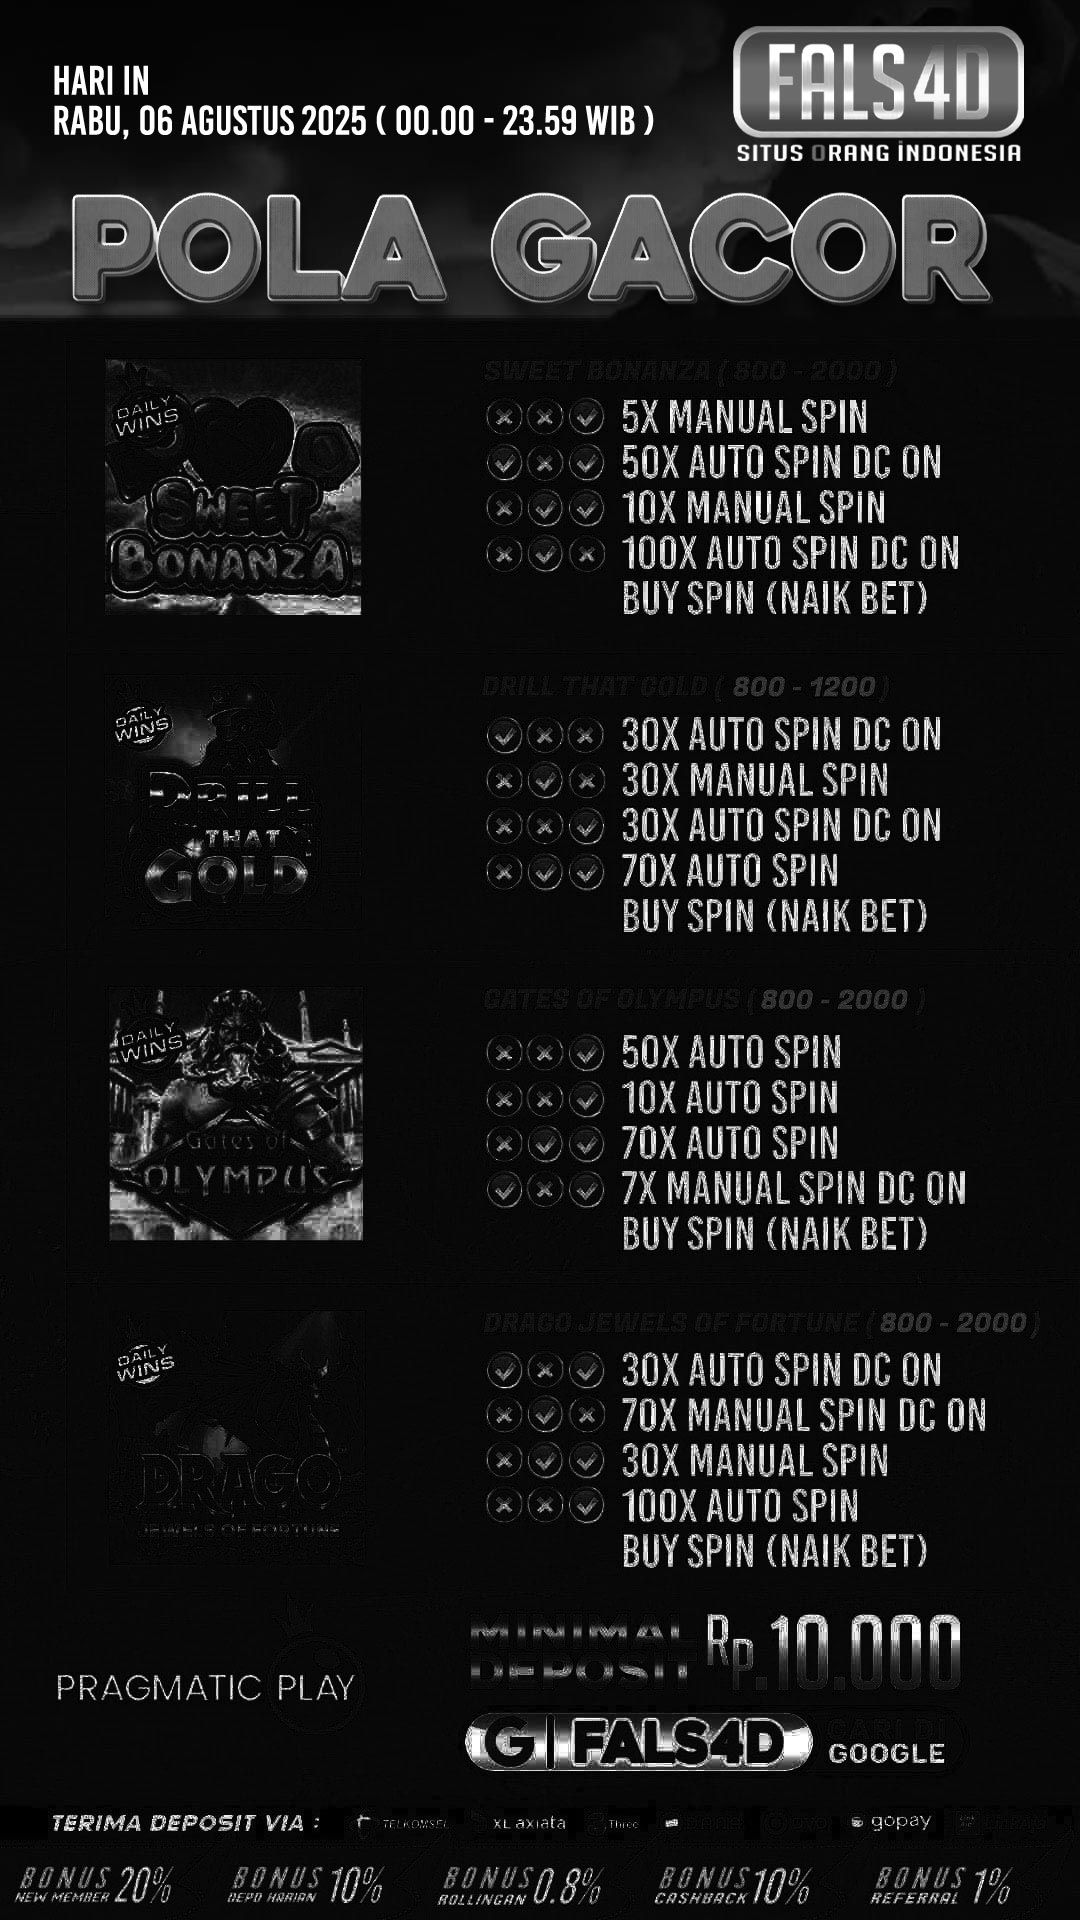 HARI IN
RABU, 06 AGUSTUS 2025 ( 00.00 - 23.59 WIB )
FALS4D
SITUS ORANG INDONESIA
POLA GACOR
DAILY WINS
SWEET BONANZA
SWEET BONANZA ( 800 - 2000 )
5X MANUAL SPIN
50X AUTO SPIN DC ON
10X MANUAL SPIN
100X AUTO SPIN DC ON
BUY SPIN (NAIK BET)
DAILY WINS
DRILL THAT GOLD
DRILL THAT GOLD ( 800 - 1200 )
30X AUTO SPIN DC ON
30X MANUAL SPIN
30X AUTO SPIN DC ON
70X AUTO SPIN
BUY SPIN (NAIK BET)
DAILY WINS
Gates of OLYMPUS
GATES OF OLYMPUS ( 800 - 2000 )
50X AUTO SPIN
10X AUTO SPIN
70X AUTO SPIN
7X MANUAL SPIN DC ON
BUY SPIN (NAIK BET)
DAILY WINS
DRAGO
JEWELS OF FORTUNE
DRAGO JEWELS OF FORTUNE ( 800 - 2000 )
30X AUTO SPIN DC ON
70X MANUAL SPIN DC ON
30X MANUAL SPIN
100X AUTO SPIN
BUY SPIN (NAIK BET)
PRAGMATIC PLAY
MINIMAL DEPOSIT RP.10.000
G | FALS4D CARI DI GOOGLE
TERIMA DEPOSIT VIA : TELKOMSEL XL axiata Three gopay
BONUS NEW MEMBER 20%
BONUS DEPO HARIAN 10%
BONUS ROLLINGAN 0.8%
BONUS CASHBACK 10%
BONUS REFERRAL 1%